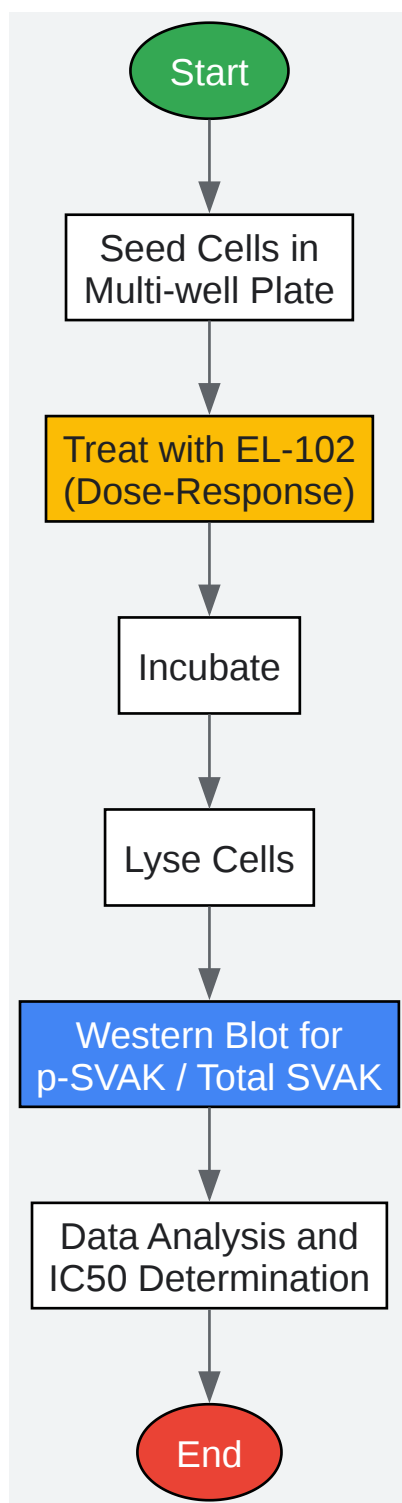 Start
Seed Cells in
Multi-well Plate
Treat with EL-102
(Dose-Response)
Incubate
Lyse Cells
Western Blot for
p-SVAK / Total SVAK
Data Analysis and
IC50 Determination
End